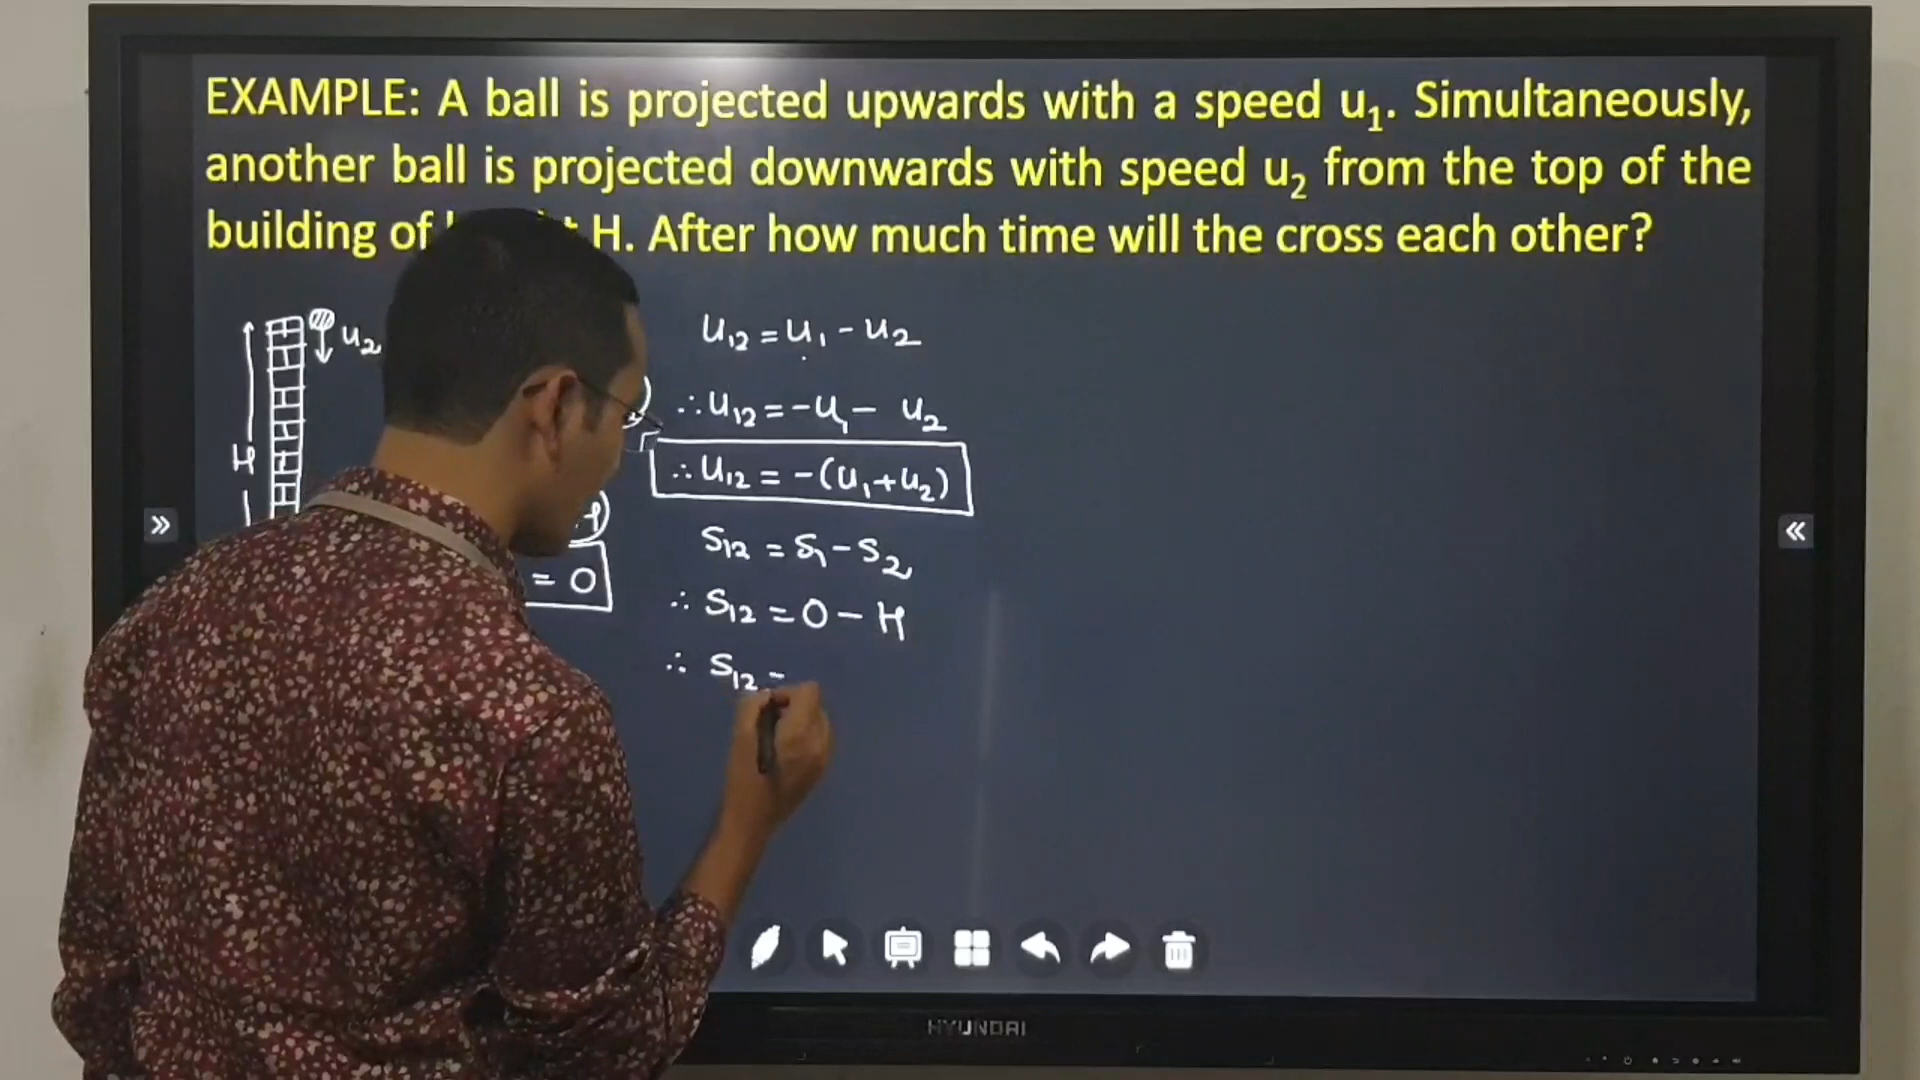 EXAMPLE: A ball is projected upwards with a speed u₁. Simultaneously,
another ball is projected downwards with speed u₂ from the top of the
building of H. After how much time will the cross each other?
u₂
H
= 0
u₁₂ = u₁ - u₂
∴ u₁₂ = -u₁ - u₂
∴ u₁₂ = -(u₁+u₂)
S₁₂ = S₁ - S₂
∴ S₁₂ = 0 - H
∴ S₁₂ =
HYUNDAI